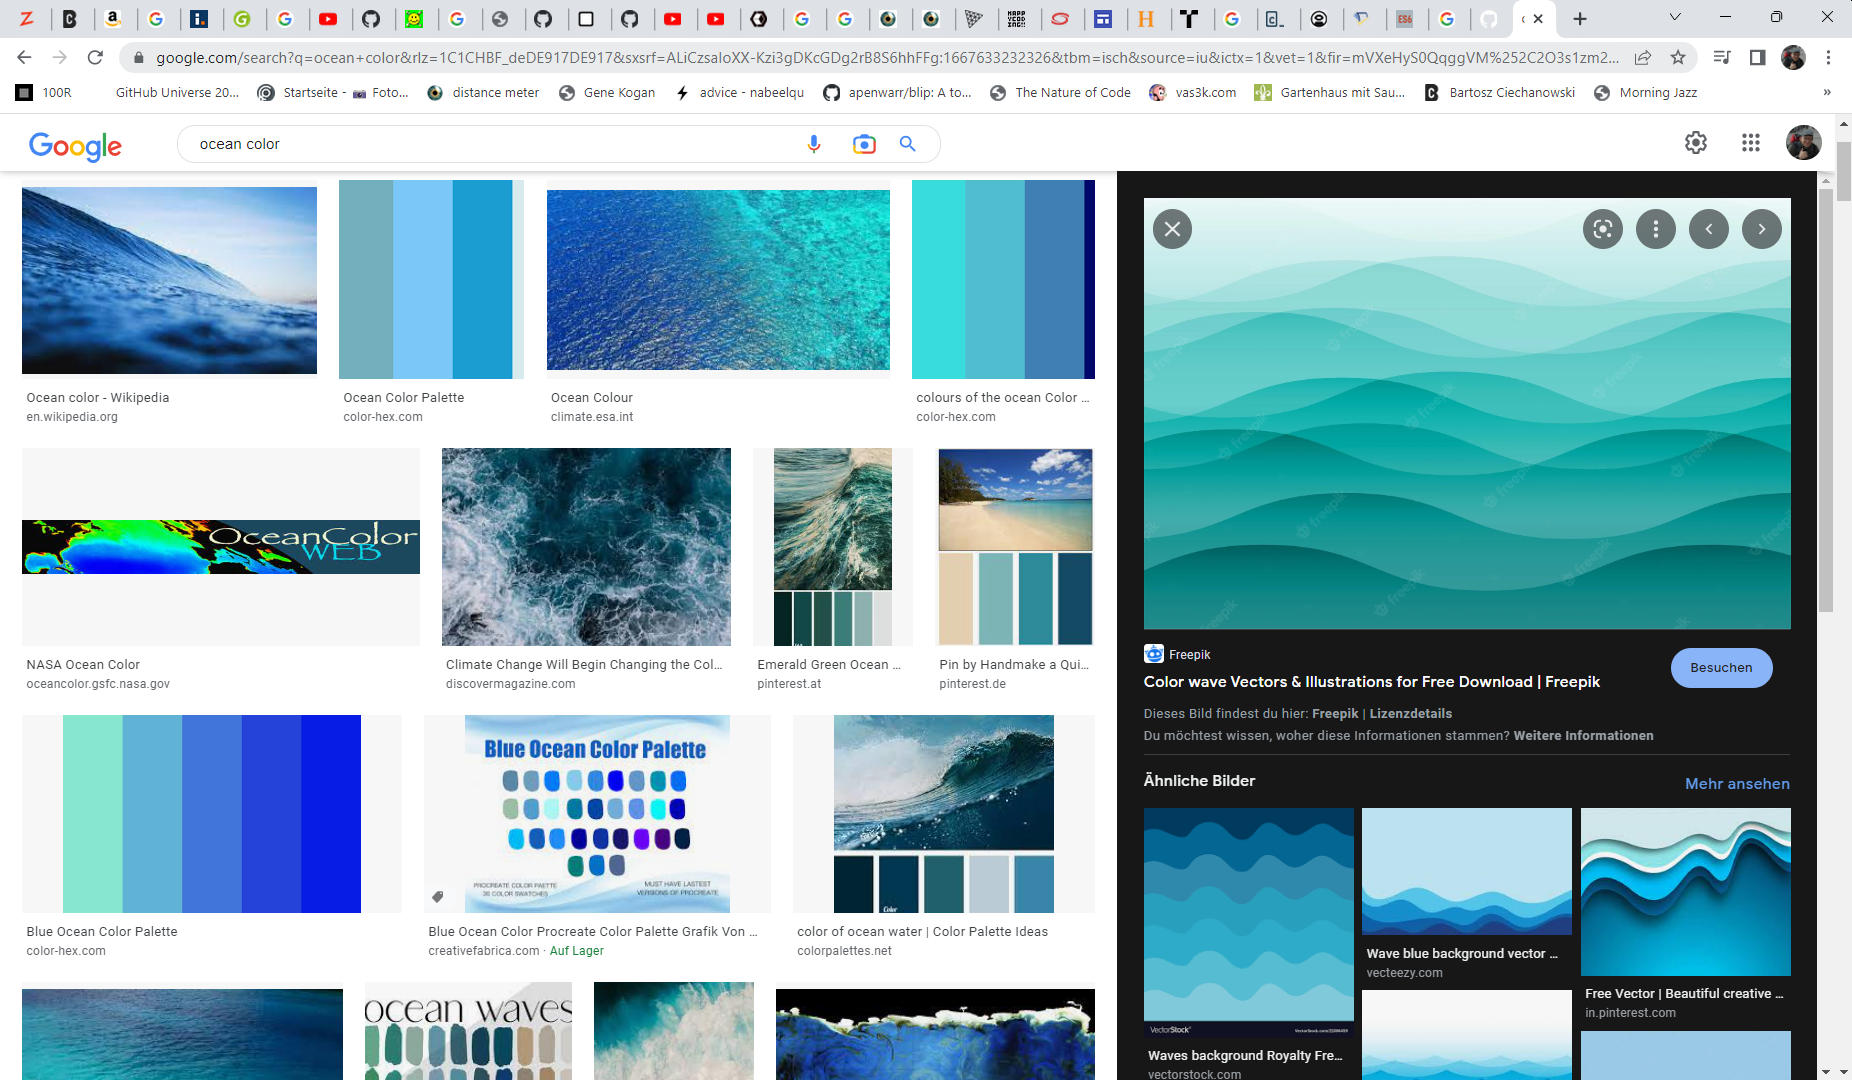 google.com/search?q=ocean+color&rlz=1C1CHBF_deDE917DE917&sxsrf=ALiCzsaloXX-Kzi3gDKcGDg2rB8S6hhFFg:1667633232326&tbm=isch&source=iu&ictx=1&vet=1&fir=mVXeHyS0QqggVM%252C2O3s1zm2...
100R
GitHub Universe 20...
Startseite - 📷 Foto...
distance meter
Gene Kogan
advice - nabeelqu
apenwarr/blip: A to...
The Nature of Code
vas3k.com
Gartenhaus mit Sau...
Bartosz Ciechanowski
Morning Jazz
»
Google
ocean color
Ocean color - Wikipedia
en.wikipedia.org
Ocean Color Palette
color-hex.com
Ocean Colour
climate.esa.int
colours of the ocean Color ...
color-hex.com
OceanColor
WEB
NASA Ocean Color
oceancolor.gsfc.nasa.gov
Climate Change Will Begin Changing the Col...
discovermagazine.com
Emerald Green Ocean ...
pinterest.at
Pin by Handmake a Qui...
pinterest.de
Blue Ocean Color Palette
color-hex.com
Blue Ocean Color Palette
PROCREATE COLOR PALETTE
36 COLOR SWATCHES
MUST HAVE LASTEST
VERSIONS OF PROCREATE
Blue Ocean Color Procreate Color Palette Grafik Von ...
creativefabrica.com · Auf Lager
Color
color of ocean water | Color Palette Ideas
colorpalettes.net
ocean waves
freepik
Freepik
Color wave Vectors & Illustrations for Free Download | Freepik
Besuchen
Dieses Bild findest du hier: Freepik | Lizenzdetails
Du möchtest wissen, woher diese Informationen stammen? Weitere Informationen
Ähnliche Bilder
Mehr ansehen
VectorStock
Waves background Royalty Fre...
vectorstock.com
Wave blue background vector ...
vecteezy.com
Free Vector | Beautiful creative ...
in.pinterest.com